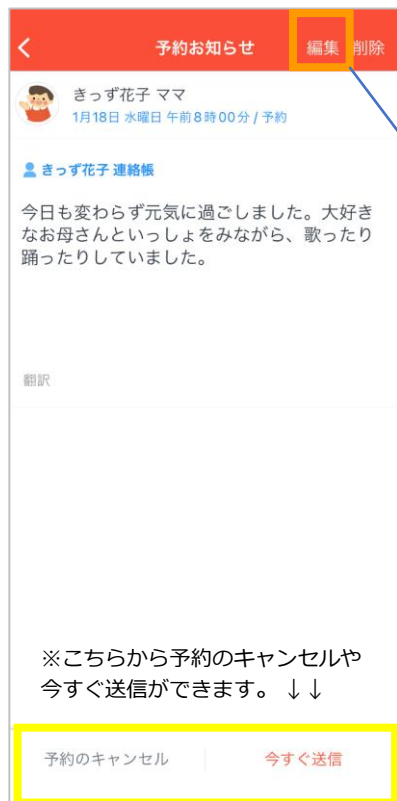 予約お知らせ 編集 削除
きっず花子 ママ
1月18日 水曜日 午前8時00分 / 予約
きっず花子 連絡帳
今日も変わらず元気に過ごしました。大好き
なお母さんといっしょをみながら、歌ったり
踊ったりしていました。
翻訳
※こちらから予約のキャンセルや
今すぐ送信ができます。 ↓↓
予約のキャンセル 今すぐ送信